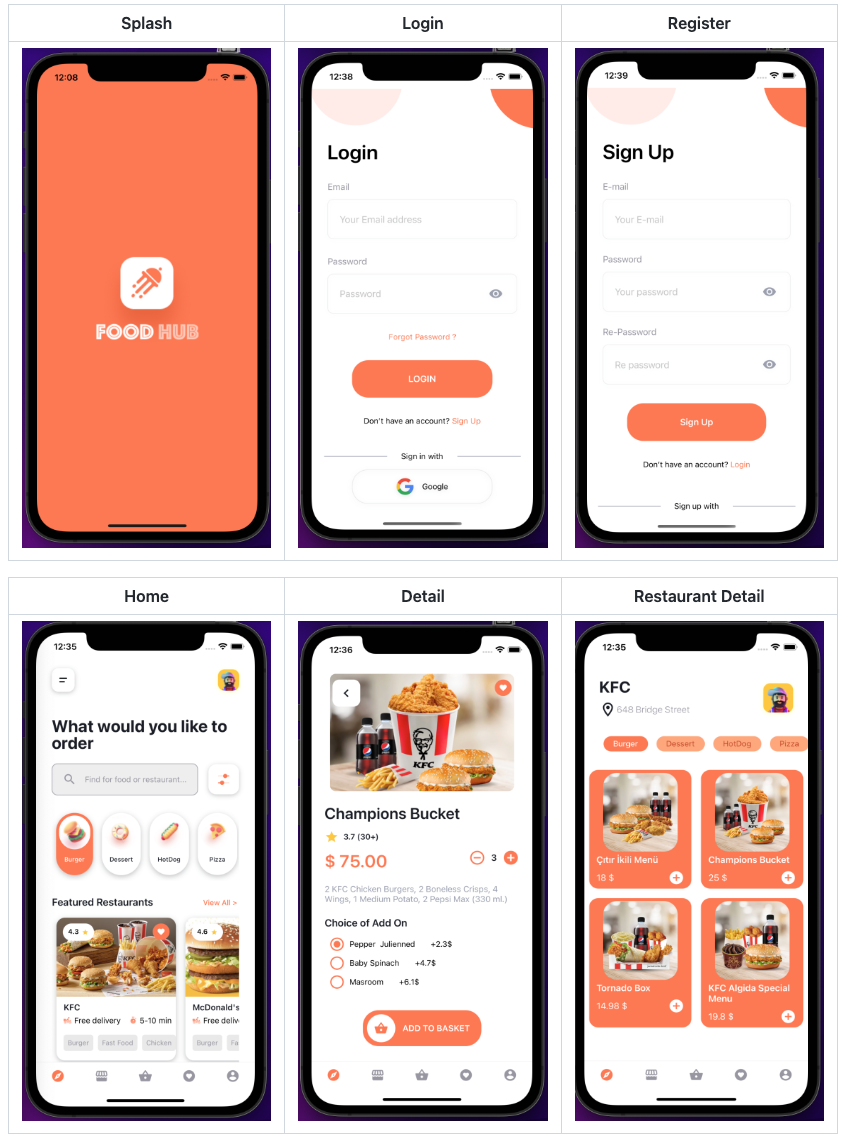 Splash
Login
Register
12:08
FOOD HUB
12:38
Login
Email
Your Email address
Password
Password
Forgot Password ?
LOGIN
Don't have an account? Sign Up
Sign in with
Google
12:39
Sign Up
E-mail
Your E-mail
Password
Your password
Re-Password
Re password
Sign Up
Don't have an account? Login
Sign up with
Home
Detail
Restaurant Detail
12:35
What would you like to
order
Find for food or restaurant...
Burger
Dessert
HotDog
Pizza
Featured Restaurants
View All >
4.3
4.6
KFC
Free delivery
5-10 min
Burger
Fast Food
Chicken
McDonald's
Free deliv
Burger
Fa
12:36
KFC
Champions Bucket
3.7 (30+)
$ 75.00
3
2 KFC Chicken Burgers, 2 Boneless Crisps, 4
Wings, 1 Medium Potato, 2 Pepsi Max (330 ml.)
Choice of Add On
Pepper Julienned +2.3$
Baby Spinach +4.7$
Masroom +6.1$
ADD TO BASKET
12:35
KFC
648 Bridge Street
Burger
Dessert
HotDog
Pizza
Çıtır İkili Menü
18 $
Champions Bucket
25 $
Tornado Box
14.98 $
KFC Algida Special
Menu
19.8 $